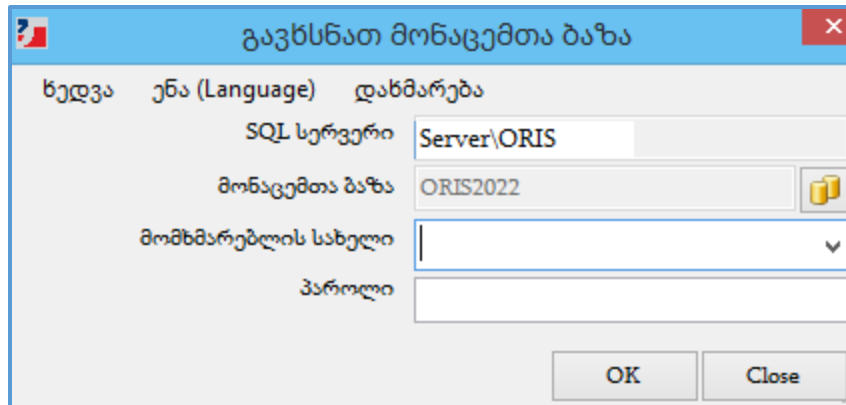 გავხსნათ მონაცემთა ბაზა
ხედვა ენა (Language) დახმარება
SQL სერვერი Server\ORIS
მონაცემთა ბაზა ORIS2022
მომხმარებლის სახელი
პაროლი
OK Close